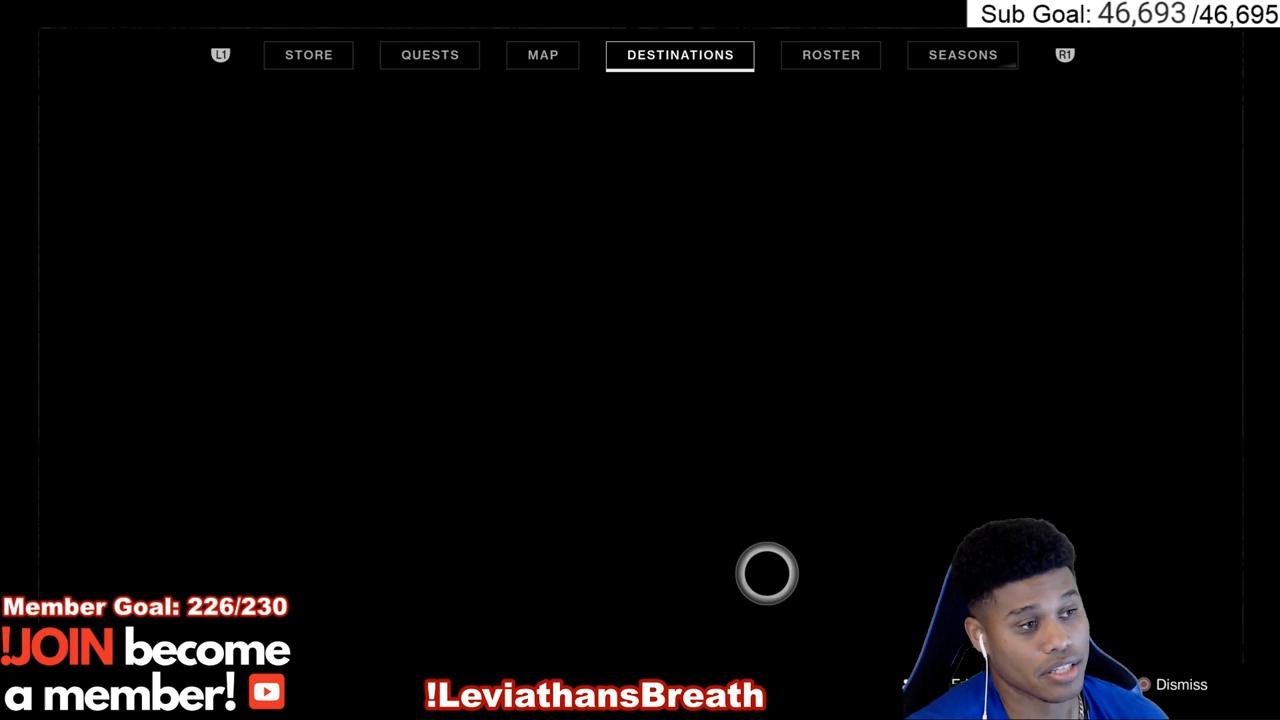 Sub Goal: 46,693 /46,695
L1 STORE QUESTS MAP DESTINATIONS ROSTER SEASONS R1
Member Goal: 226/230
!JOIN become
a member!
!LeviathansBreath
Dismiss